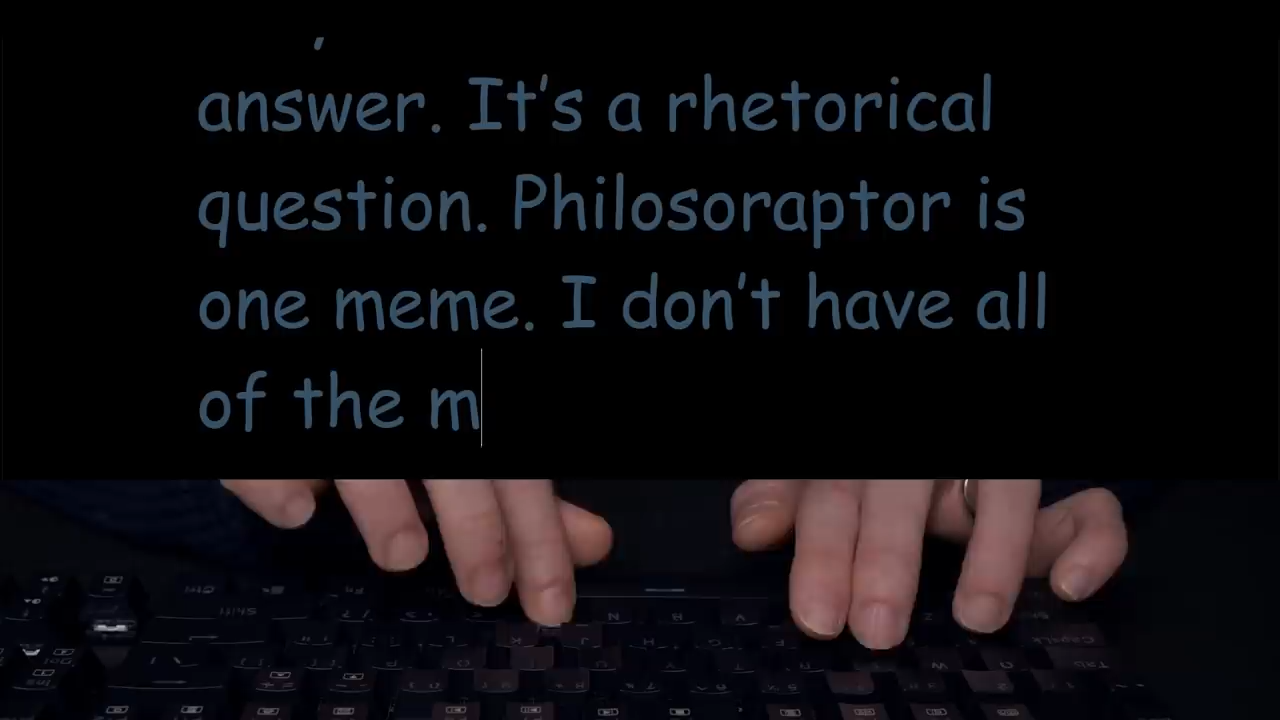 answer. It’s a rhetorical
question. Philosoraptor is
one meme. I don’t have all
of the m